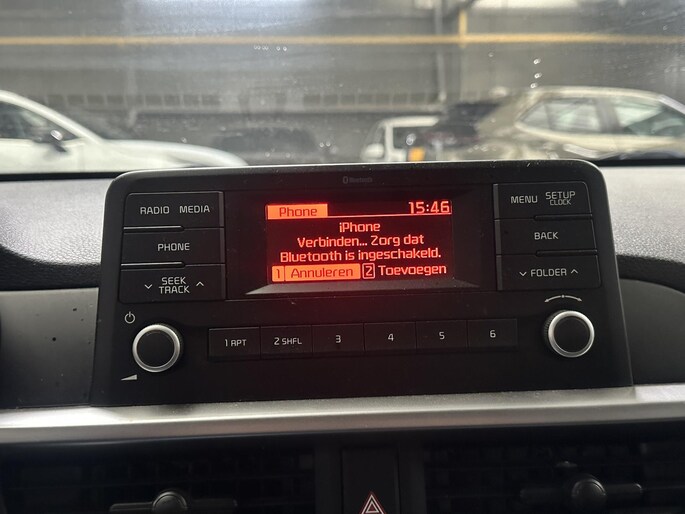 Bluetooth
RADIO MEDIA
PHONE
SEEK
TRACK
Phone 15:46
iPhone
Verbinden... Zorg dat
Bluetooth is ingeschakeld.
1 Annuleren 2 Toevoegen
MENU SETUP
CLOCK
BACK
FOLDER
1 RPT 2 SHFL 3 4 5 6